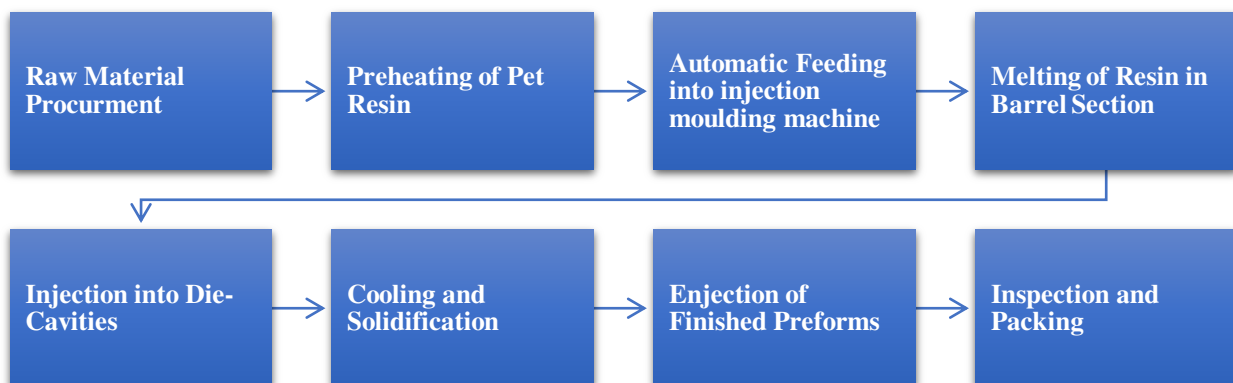 Raw Material
Procurment
Preheating of Pet
Resin
Automatic Feeding
into injection
moulding machine
Melting of Resin in
Barrel Section
Injection into Die-
Cavities
Cooling and
Solidification
Enjection of
Finished Preforms
Inspection and
Packing